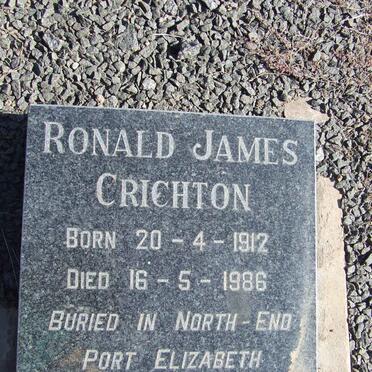 RONALD JAMES
CRICHTON
BORN 20 - 4 - 1912
DIED 16 - 5 - 1986
BURIED IN NORTH-END
PORT ELIZABETH